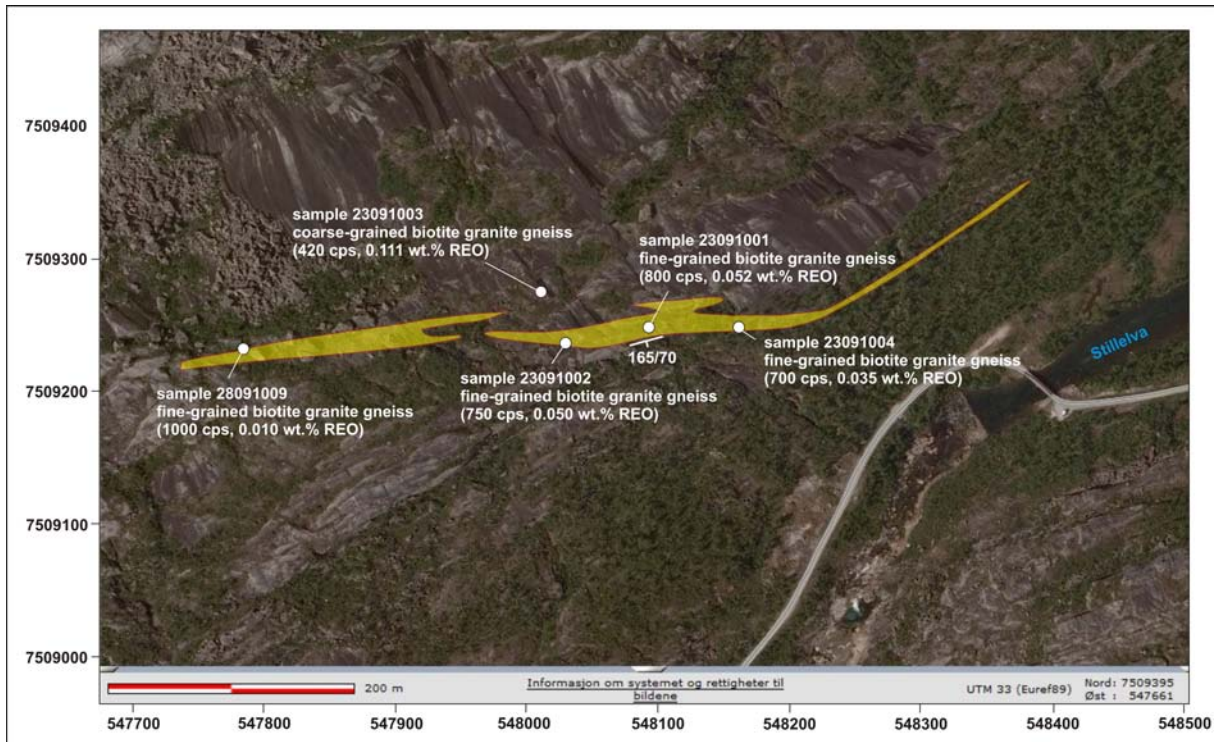 7509400
7509300
7509200
7509100
7509000
sample 23091003
coarse-grained biotite granite gneiss
(420 cps, 0.111 wt.% REO)
sample 23091001
fine-grained biotite granite gneiss
(800 cps, 0.052 wt.% REO)
165/70
sample 23091004
fine-grained biotite granite gneiss
(700 cps, 0.035 wt.% REO)
sample 23091002
fine-grained biotite granite gneiss
(750 cps, 0.050 wt.% REO)
sample 28091009
fine-grained biotite granite gneiss
(1000 cps, 0.010 wt.% REO)
Stillelva
200 m
Informasjon om systemet og rettigheter til
bildene
UTM 33 (Euref89)
Nord: 7509395
Øst : 547661
547700 547800 547900 548000 548100 548200 548300 548400 548500